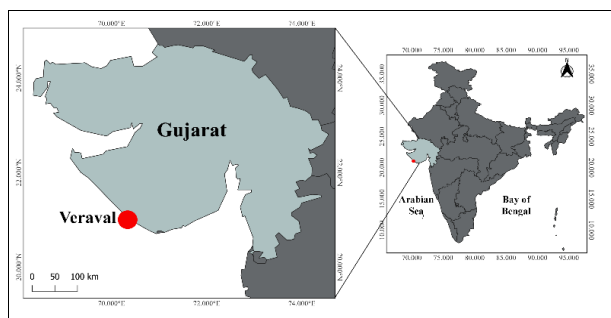 70.000°E 72.000°E 74.000°E
24.000°N
22.000°N
20.000°N
Gujarat
Veraval
0 50 100 km
24.000°N
22.000°N
20.000°N
70.000°E 72.000°E 74.000°E
70.000 75.000 80.000 85.000 90.000 95.000
35.000
30.000
25.000
20.000
15.000
10.000
Arabian
Sea
Bay of
Bengal
35.000
30.000
25.000
20.000
15.000
10.000
70.000 75.000 80.000 85.000 90.000 95.000